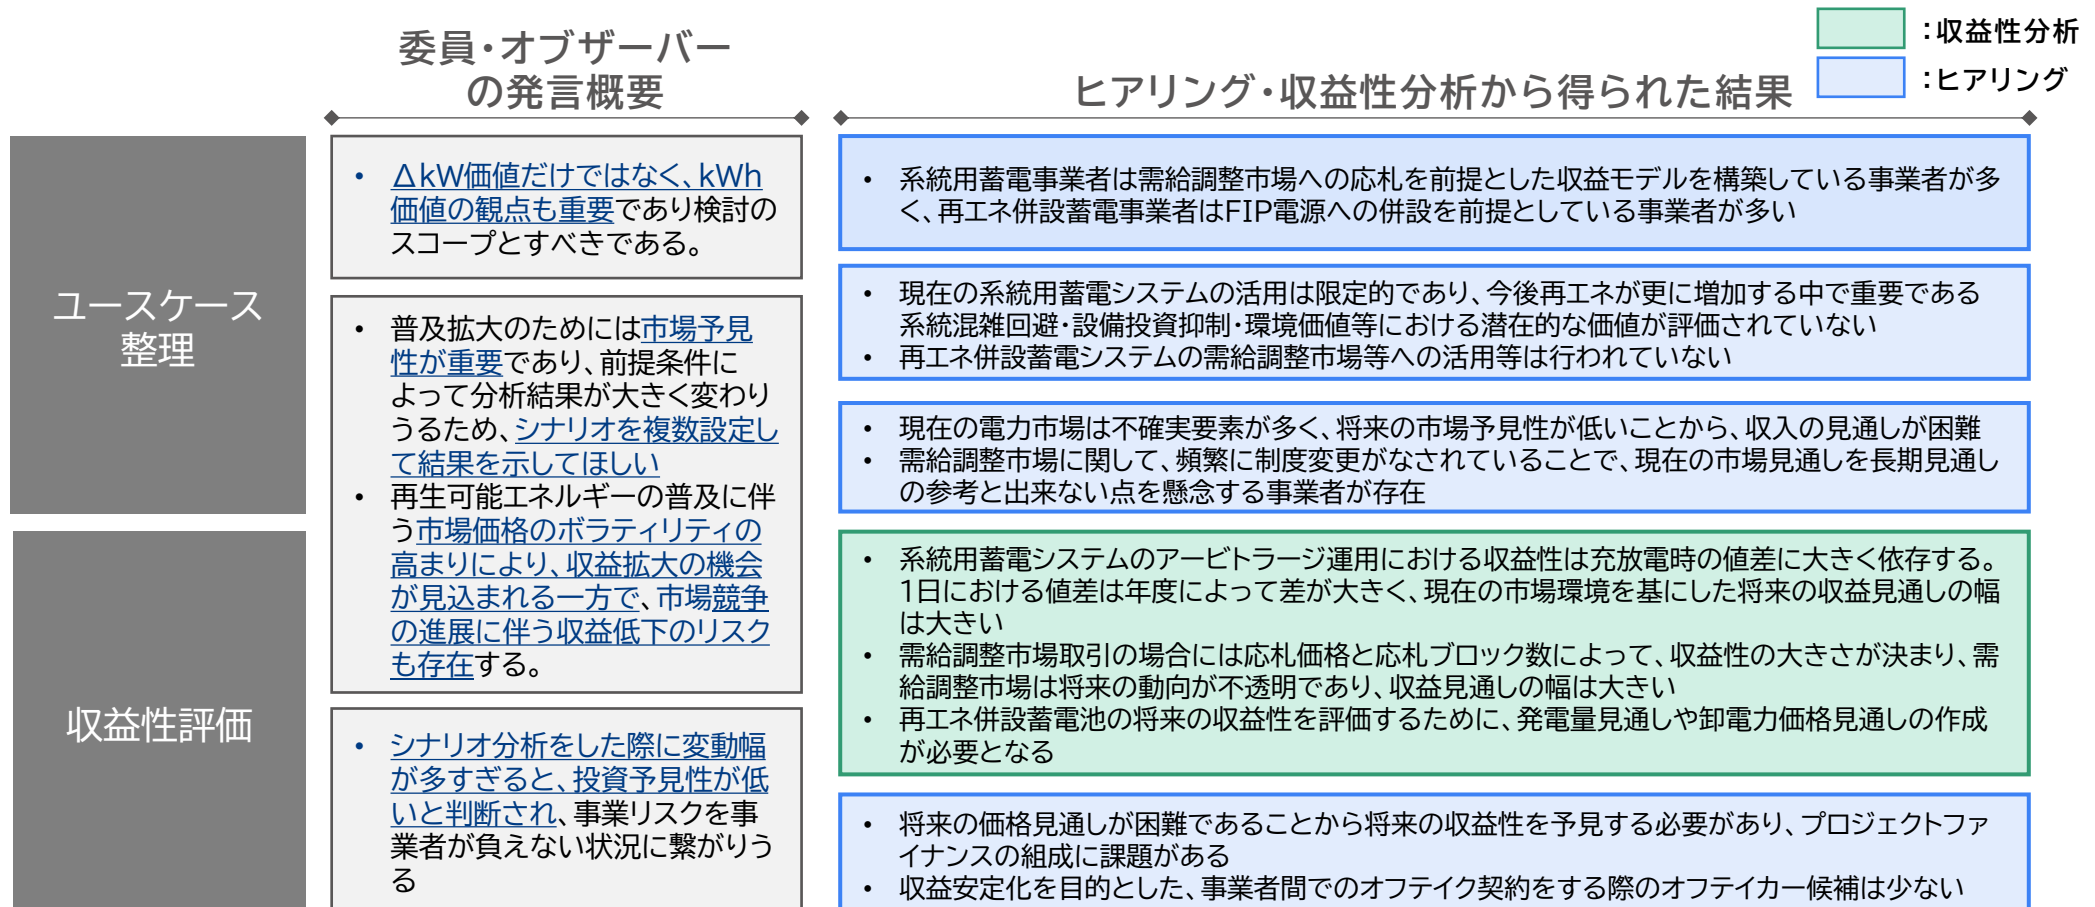 委員・オブザーバー
の発言概要
ヒアリング・収益性分析から得られた結果
：収益性分析
：ヒアリング
ユースケース
整理
• ΔkW価値だけではなく、kWh
価値の観点も重要であり検討の
スコープとすべきである。
• 普及拡大のためには市場予見
性が重要であり、前提条件に
よって分析結果が大きく変わり
うるため、シナリオを複数設定し
て結果を示してほしい
• 再生可能エネルギーの普及に伴
う市場価格のボラティリティの
高まりにより、収益拡大の機会
が見込まれる一方で、市場競争
の進展に伴う収益低下のリスク
も存在する。
• 系統用蓄電事業者は需給調整市場への応札を前提とした収益モデルを構築している事業者が多
く、再エネ併設蓄電事業者はFIP電源への併設を前提としている事業者が多い
• 現在の系統用蓄電システムの活用は限定的であり、今後再エネが更に増加する中で重要である
系統混雑回避・設備投資抑制・環境価値等における潜在的な価値が評価されていない
• 再エネ併設蓄電システムの需給調整市場等への活用等は行われていない
• 現在の電力市場は不確実要素が多く、将来の市場予見性が低いことから、収入の見通しが困難
• 需給調整市場に関して、頻繁に制度変更がなされていることで、現在の市場見通しを長期見通し
の参考と出来ない点を懸念する事業者が存在
収益性評価
• シナリオ分析をした際に変動幅
が多すぎると、投資予見性が低
いと判断され、事業リスクを事
業者が負えない状況に繋がりう
る
• 系統用蓄電システムのアービトラージ運用における収益性は充放電時の値差に大きく依存する。
1日における値差は年度によって差が大きく、現在の市場環境を基にした将来の収益見通しの幅
は大きい
• 需給調整市場取引の場合には応札価格と応札ブロック数によって、収益性の大きさが決まり、需
給調整市場は将来の動向が不透明であり、収益見通しの幅は大きい
• 再エネ併設蓄電池の将来の収益性を評価するために、発電量見通しや卸電力価格見通しの作成
が必要となる
• 将来の価格見通しが困難であることから将来の収益性を予見する必要があり、プロジェクトファ
イナンスの組成に課題がある
• 収益安定化を目的とした、事業者間でのオフテイク契約をする際のオフテイカー候補は少ない